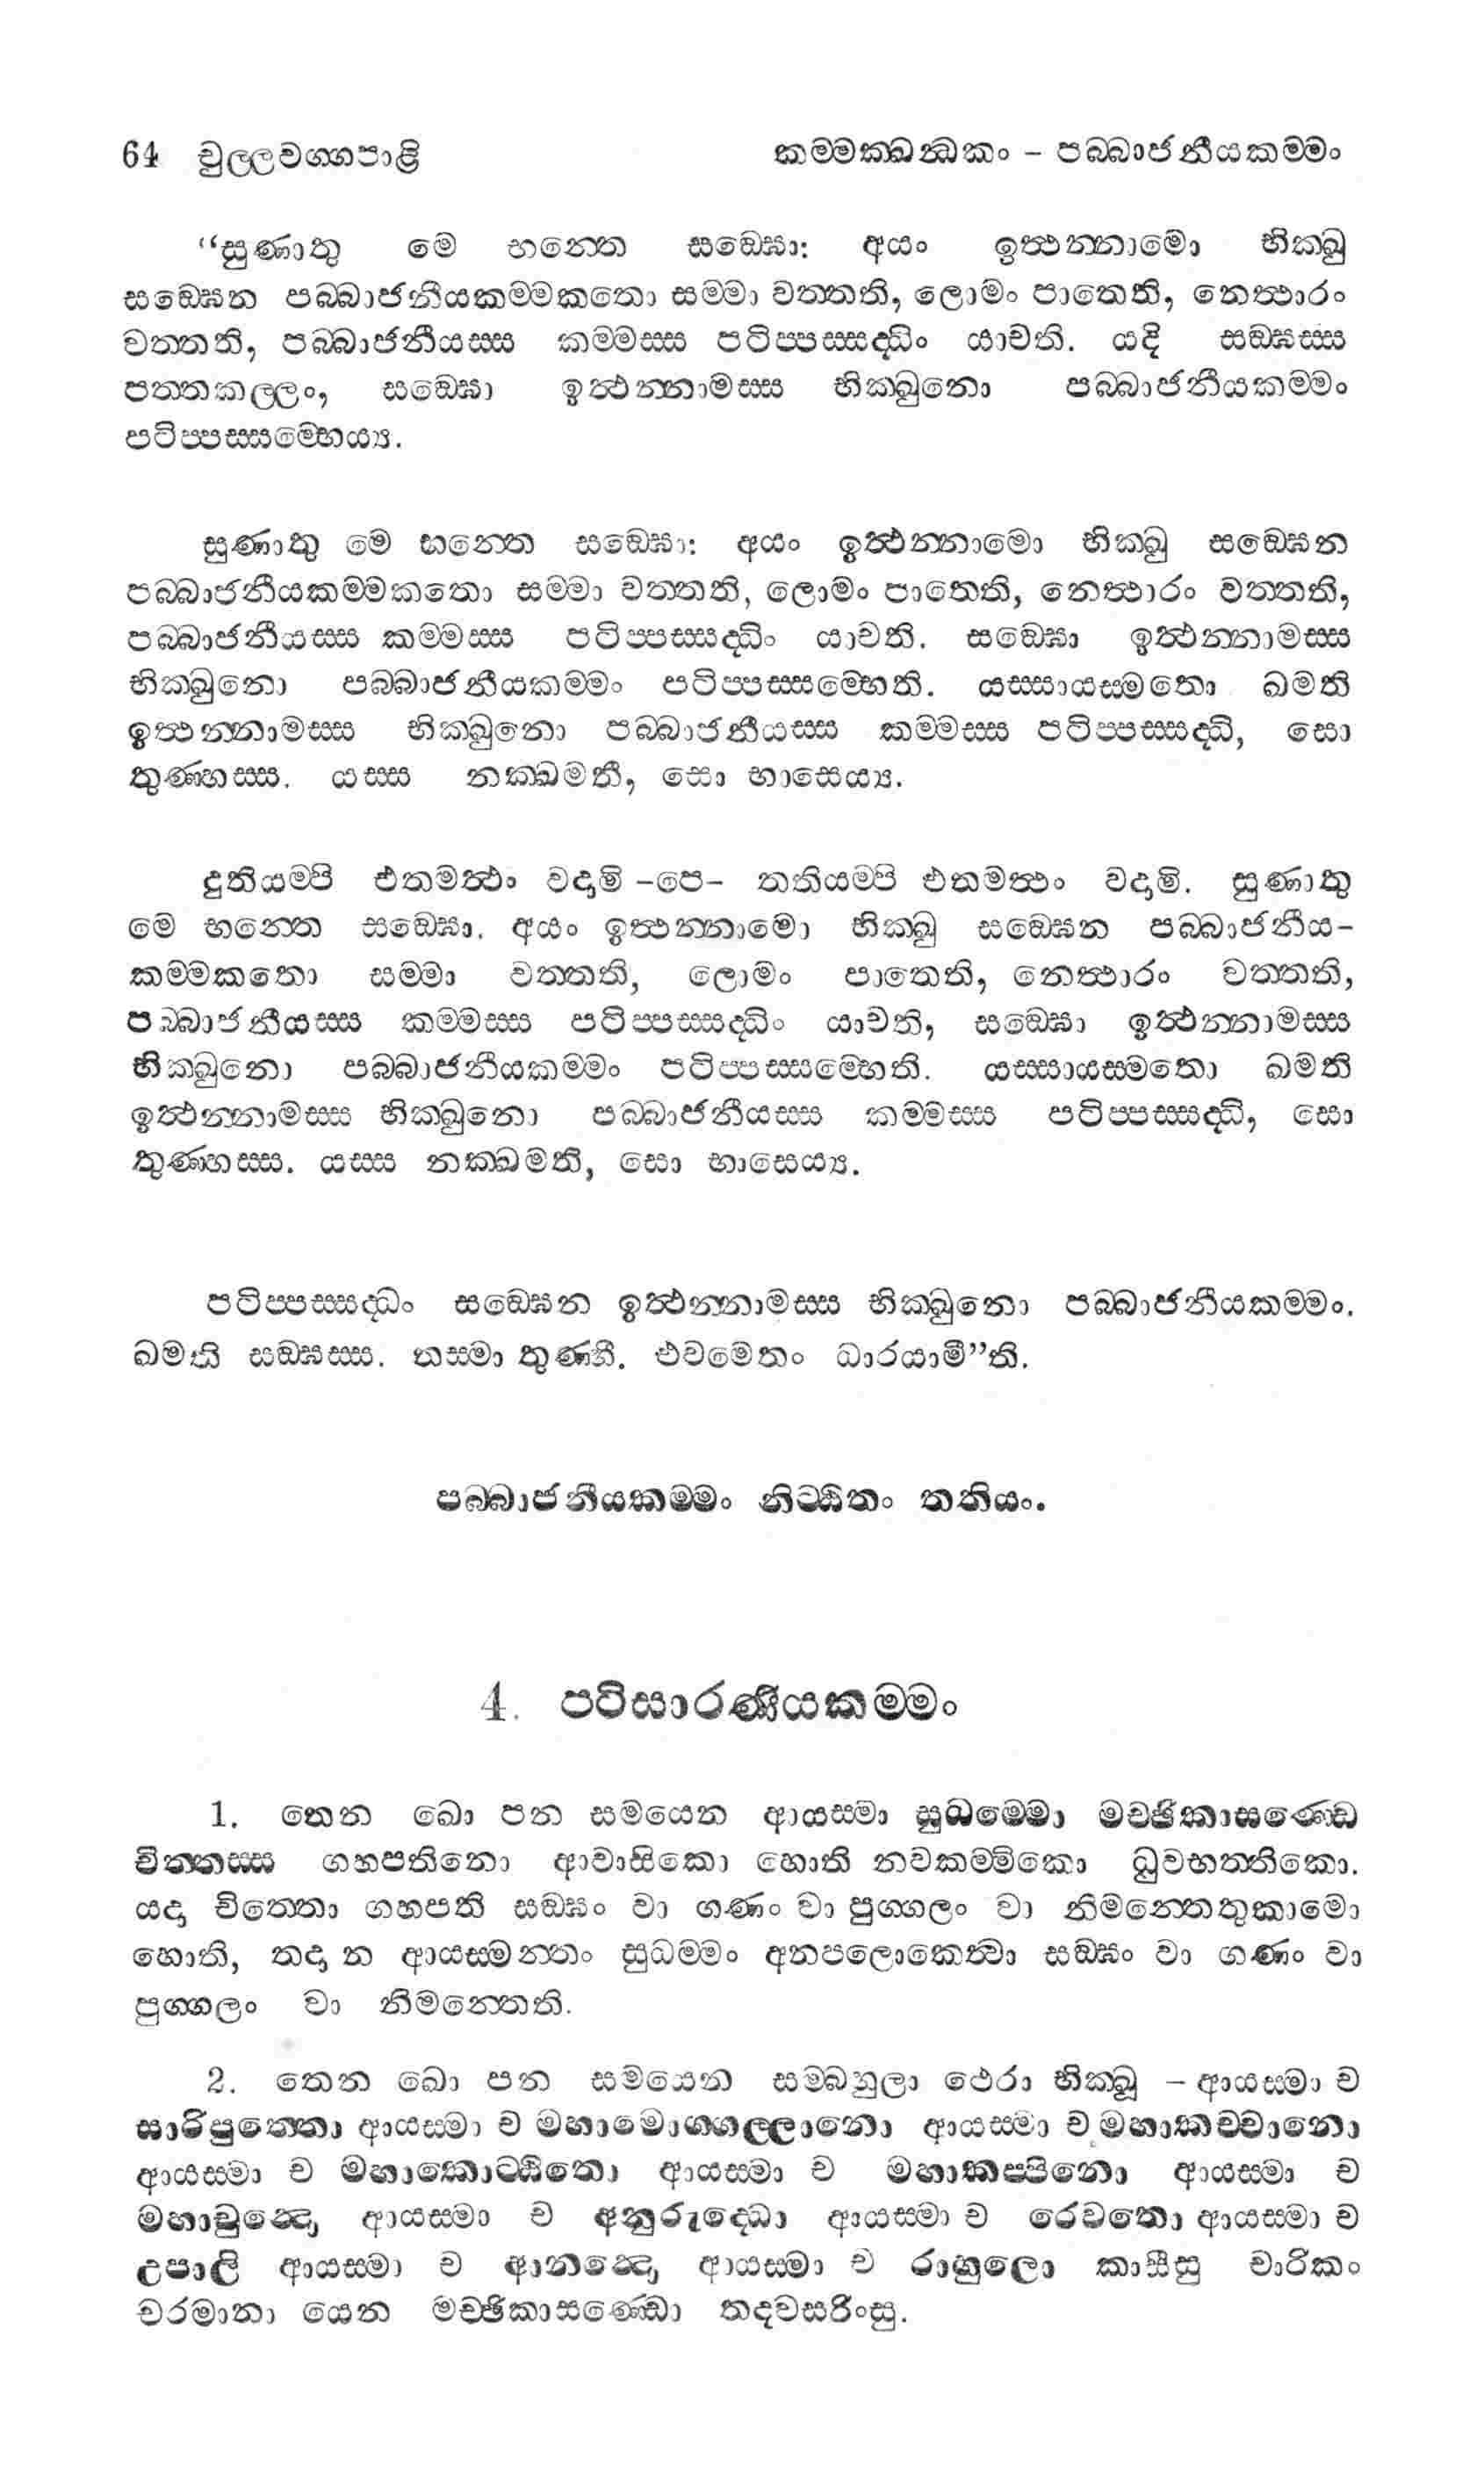 64 චුල්ලවග්ගපාළි කම්මක්ඛන්ධකං – පබ්බාජනීයකම්මං
“සුණාතු මෙ භන්තෙ සඞ්ඝො: අයං ඉත්ථන්නාමො භික්ඛු
සඞ්ඝෙන පබ්බාජනීයකම්මකතො සම්මා වත්තති, ලොමං පාතෙති, නෙත්ථාරං
වත්තති, පබ්බාජනීයස්ස කම්මස්ස පටිප්පස්සද්ධිං යාචති. යදි සඞ්ඝස්ස
පත්තකල්ලං, සඞ්ඝො ඉත්ථන්නාමස්ස භික්ඛුනො පබ්බාජනීයකම්මං
පටිප්පස්සම්භෙය්‍ය.
සුණාතු මෙ භන්තෙ සඞ්ඝො: අයං ඉත්ථන්නාමො භික්ඛු සඞ්ඝෙන
පබ්බාජනීයකම්මකතො සම්මා වත්තති, ලොමං පාතෙති, නෙත්ථාරං වත්තති,
පබ්බාජනීයස්ස කම්මස්ස පටිප්පස්සද්ධිං යාචති. සඞ්ඝො ඉත්ථන්නාමස්ස
භික්ඛුනො පබ්බාජනීයකම්මං පටිප්පස්සම්භෙති. යස්සායස්මතො ඛමති
ඉත්ථන්නාමස්ස භික්ඛුනො පබ්බාජනීයස්ස කම්මස්ස පටිප්පස්සද්ධි, සො
තුණ්හස්ස. යස්ස නක්ඛමතී, සො භාසෙය්‍ය.
දුතියම්පි එතමත්ථං වදාමි –පෙ– තතියම්පි එතමත්ථං වදාමි. සුණාතු
මෙ භන්තෙ සඞ්ඝො. අයං ඉත්ථන්නාමො භික්ඛු සඞ්ඝෙන පබ්බාජනීය–
කම්මකතො සම්මා වත්තති, ලොමං පාතෙති, නෙත්ථාරං වත්තති,
පබ්බාජනීයස්ස කම්මස්ස පටිප්පස්සද්ධිං යාචති, සඞ්ඝො ඉත්ථන්නාමස්ස
භික්ඛුනො පබ්බාජනීයකම්මං පටිප්පස්සම්භෙති. යස්සායස්මතො ඛමති
ඉත්ථන්නාමස්ස භික්ඛුනො පබ්බාජනීයස්ස කම්මස්ස පටිප්පස්සද්ධි, සො
තුණ්හස්ස. යස්ස නක්ඛමති, සො භාසෙය්‍ය.
පටිප්පස්සද්ධං සඞ්ඝෙන ඉත්ථන්නාමස්ස භික්ඛුනො පබ්බාජනීයකම්මං.
ඛමති සඞ්ඝස්ස. තස්මා තුණ්හී. එවමෙතං ධාරයාමී”ති.
පබ්බාජනීයකම්මං නිට්ඨිතං තතියං.
4. පටිසාරණීයකම්මං
1. තෙන ඛො පන සමයෙන ආයස්මා සුධම්මො මච්ඡිකාසණ්ඩෙ
චිත්තස්ස ගහපතිනො ආවාසිකො හොති නවකම්මිකො ධුවභත්තිකො.
යදා චිත්තො ගහපති සඞ්ඝං වා ගණං වා පුග්ගලං වා නිමන්තෙතුකාමො
හොති, තදා න ආයස්මන්තං සුධම්මං අනපලොකෙත්වා සඞ්ඝං වා ගණං වා
පුග්ගලං වා නිමන්තෙති.
2. තෙන ඛො පන සමයෙන සම්බහුලා ථෙරා භික්ඛූ – ආයස්මා ච
සාරිපුත්තො ආයස්මා ච මහාමොග්ගල්ලානො ආයස්මා ච මහාකච්චානො
ආයස්මා ච මහාකොට්ඨිතො ආයස්මා ච මහාකප්පිනො ආයස්මා ච
මහාචුන්දො ආයස්මා ච අනුරුද්ධො ආයස්මා ච රෙවතො ආයස්මා ච
උපාලි ආයස්මා ච ආනන්දො ආයස්මා ච රාහුලො කාසීසු චාරිකං
චරමානා යෙන මච්ඡිකාසණ්ඩො තදවසරිංසු.